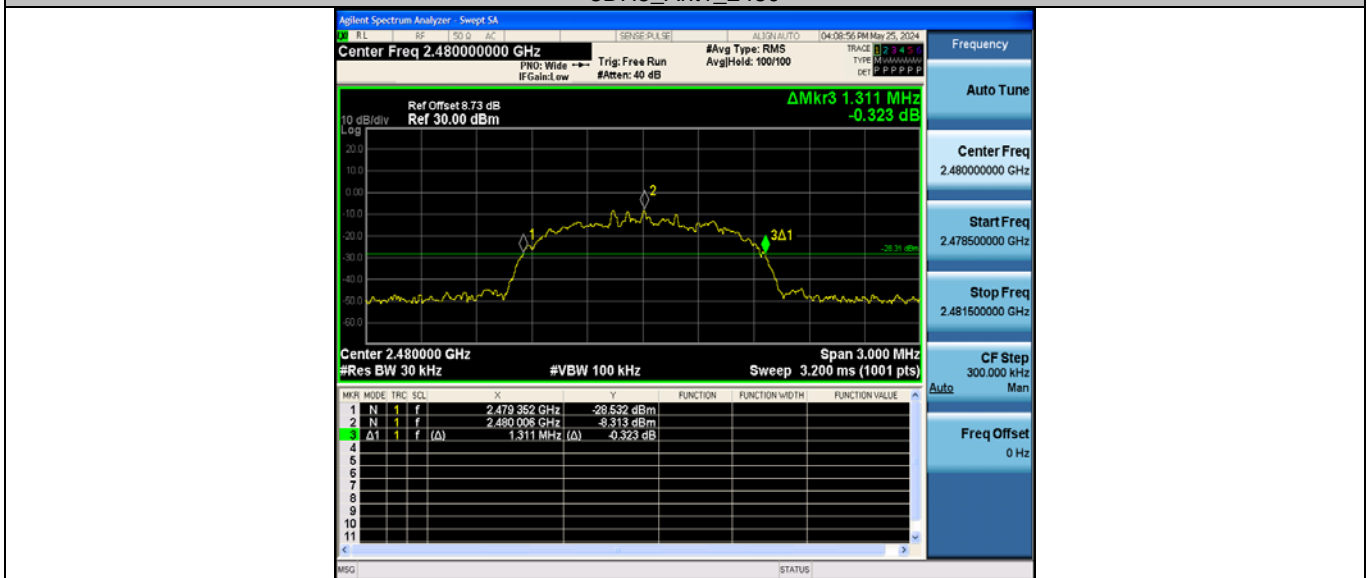 Agilent Spectrum Analyzer - Swept SA
RL RF 50 Ω AC SENSE:PULSE ALIGN AUTO 04:08:56 PM May 25, 2024
Center Freq 2.480000000 GHz
PNO: Wide
IFGain:Low
Trig: Free Run
#Atten: 40 dB
#Avg Type: RMS
Avg|Hold: 100/100
TRACE 1 2 3 4 5 6
TYPE M
DET P P P P P P
Ref Offset 8.73 dB
10 dB/div Ref 30.00 dBm
Log
ΔMkr3 1.311 MHz
-0.323 dB
20.0
10.0
0.00
-10.0
-20.0
-30.0
-40.0
-50.0
-60.0
1
2
3Δ1
-28.31 dBm
Center 2.480000 GHz Span 3.000 MHz
#Res BW 30 kHz #VBW 100 kHz Sweep 3.200 ms (1001 pts)
MKR MODE TRC SCL X Y FUNCTION FUNCTION WIDTH FUNCTION VALUE
1 N 1 f 2.479 352 GHz -28.532 dBm
2 N 1 f 2.480 006 GHz -8.313 dBm
3 Δ1 1 f (Δ) 1.311 MHz (Δ) -0.323 dB
4
5
6
7
8
9
10
11
MSG STATUS
Frequency
Auto Tune
Center Freq
2.480000000 GHz
Start Freq
2.478500000 GHz
Stop Freq
2.481500000 GHz
CF Step
300.000 kHz
Auto Man
Freq Offset
0 Hz